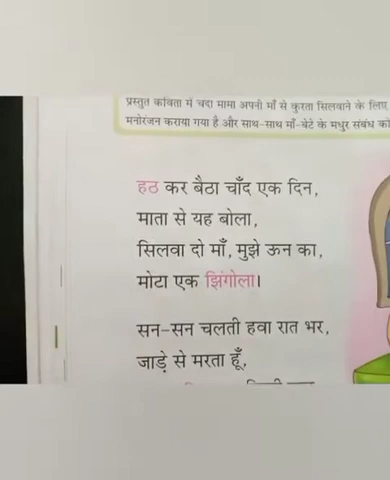 प्रस्तुत कविता में चंदा मामा अपनी माँ से कुरता सिलवाने के लिए
मनोरंजन कराया गया है और साथ-साथ माँ-बेटे के मधुर संबंध को
हठ कर बैठा चाँद एक दिन,
माता से यह बोला,
सिलवा दो माँ, मुझे ऊन का,
मोटा एक झिंगोला।
सन-सन चलती हवा रात भर,
जाड़े से मरता हूँ,